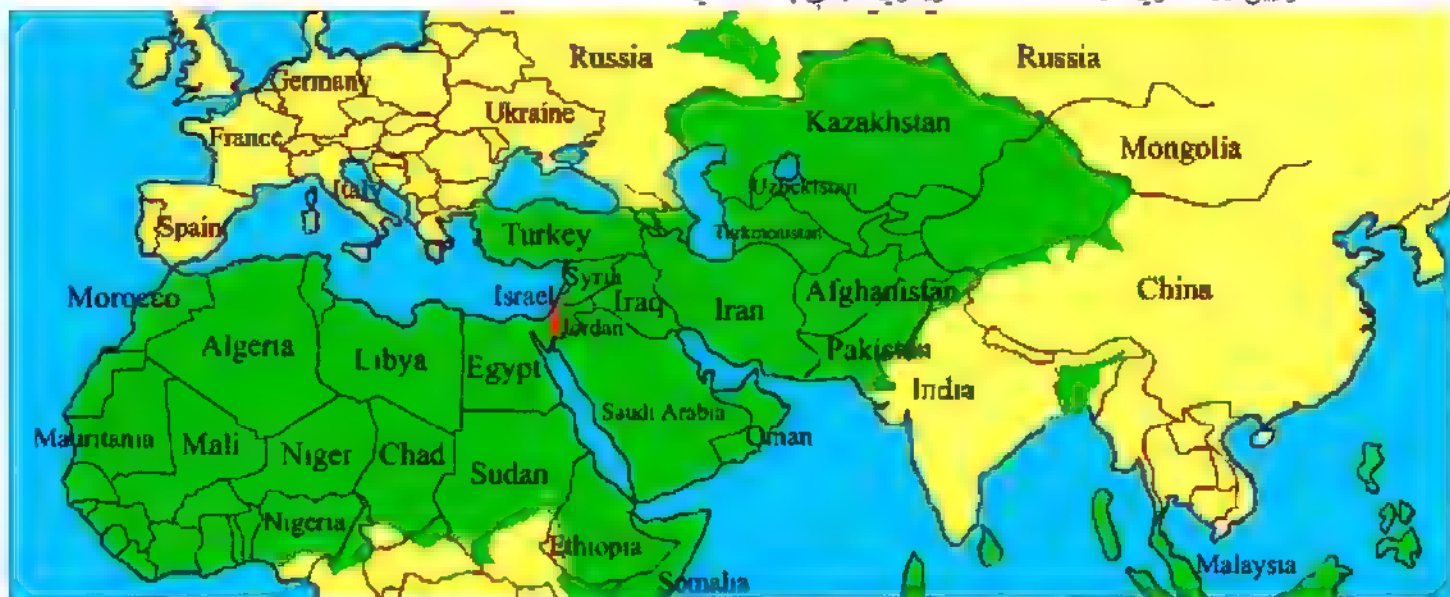 Russia
Russia
Germany
Ukraine
Kazakhstan
France
Mongolia
Italy
Uzbekistan
Spain
Turkey
Turkmenistan
Syria
Israel
Iraq
Iran
Afghanistan
China
Morocco
Jordan
Algeria
Libya
Egypt
Pakistan
India
Saudi Arabia
Oman
Mauritania
Mali
Niger
Chad
Sudan
Nigeria
Ethiopia
Malaysia
Somalia